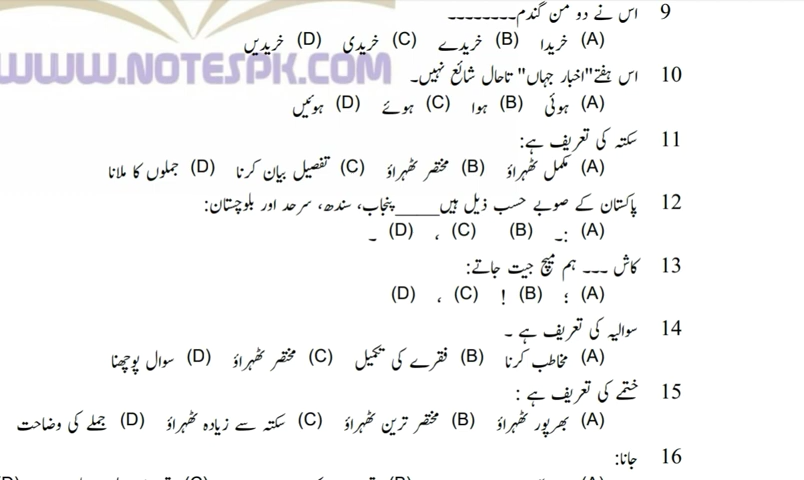 9 اس نے دو من گندم--------
(A) خریدا (B) خریدے (C) خریدی (D) خریدیں
WWW.NOTESPK.COM
10 اس ہفتے"اخبار جہاں" تاحال شائع نہیں۔
(A) ہوئی (B) ہوا (C) ہوئے (D) ہوئیں
11 سکتہ کی تعریف ہے:
(A) مکمل ٹھہراؤ (B) مختصر ٹھہراؤ (C) تفصیل بیان کرنا (D) جملوں کا ملانا
12 پاکستان کے صوبے حسب ذیل ہیں____پنجاب، سندھ، سرحد اور بلوچستان:
(A) :۔ (B) (C) ، (D) ۔
13 کاش --- ہم میچ جیت جاتے:
(A) ؛ (B) ! (C) ، (D)
14 سوالیہ کی تعریف ہے ۔
(A) مخاطب کرنا (B) فقرے کی تکمیل (C) مختصر ٹھہراؤ (D) سوال پوچھنا
15 ختمے کی تعریف ہے :
(A) بھرپور ٹھہراؤ (B) مختصر ترین ٹھہراؤ (C) سکتہ سے زیادہ ٹھہراؤ (D) جملے کی وضاحت
16 جانا: